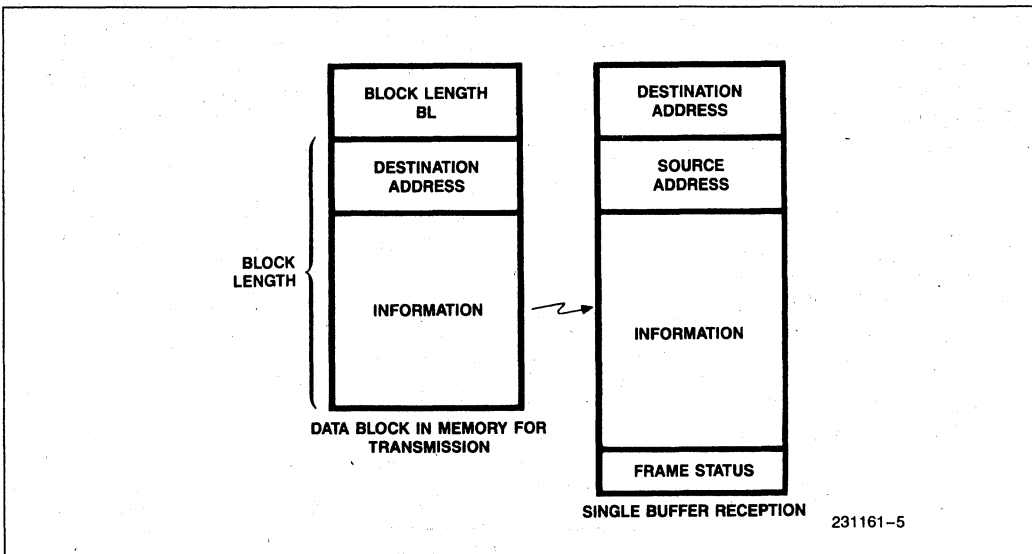 BLOCK LENGTH
BL
DESTINATION
ADDRESS
BLOCK
LENGTH
INFORMATION
DATA BLOCK IN MEMORY FOR
TRANSMISSION
DESTINATION
ADDRESS
SOURCE
ADDRESS
INFORMATION
FRAME STATUS
SINGLE BUFFER RECEPTION
231161–5